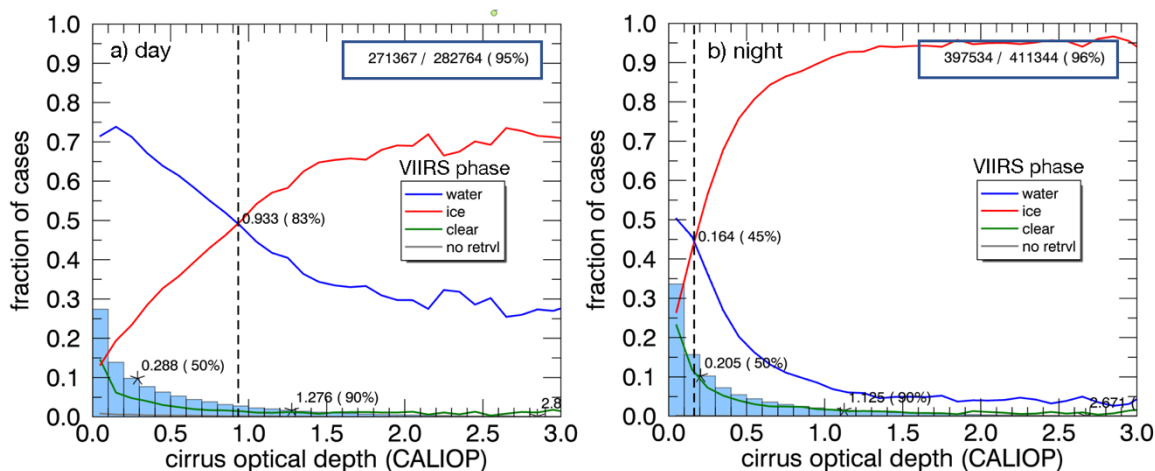 a) day
271367 / 282764 (95%)
VIIRS phase
water
ice
clear
no retrvl
0.933 ( 83%)
0.288 ( 50%)
1.276 ( 90%)
2.8
fraction of cases
1.0
0.9
0.8
0.7
0.6
0.5
0.4
0.3
0.2
0.1
0.0
0.0 0.5 1.0 1.5 2.0 2.5 3.0
cirrus optical depth (CALIOP)
b) night
397534 / 411344 (96%)
VIIRS phase
water
ice
clear
no retrvl
0.164 ( 45%)
0.205 ( 50%)
1.125 ( 90%)
2.671
fraction of cases
1.0
0.9
0.8
0.7
0.6
0.5
0.4
0.3
0.2
0.1
0.0
0.0 0.5 1.0 1.5 2.0 2.5 3.0
cirrus optical depth (CALIOP)